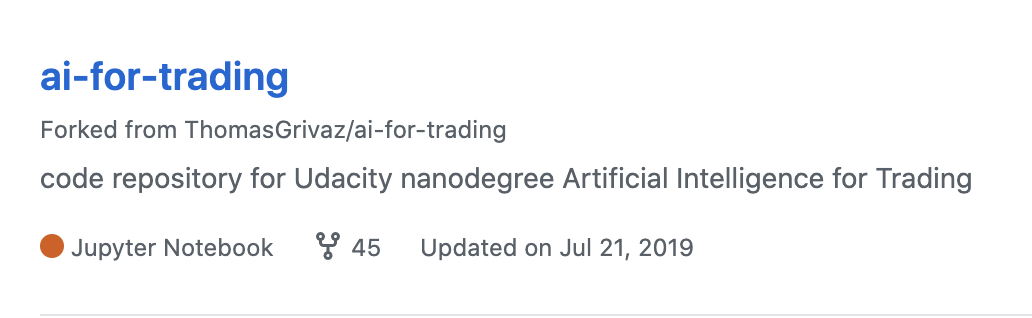 ai-for-trading
Forked from ThomasGrivaz/ai-for-trading
code repository for Udacity nanodegree Artificial Intelligence for Trading
Jupyter Notebook 45 Updated on Jul 21, 2019